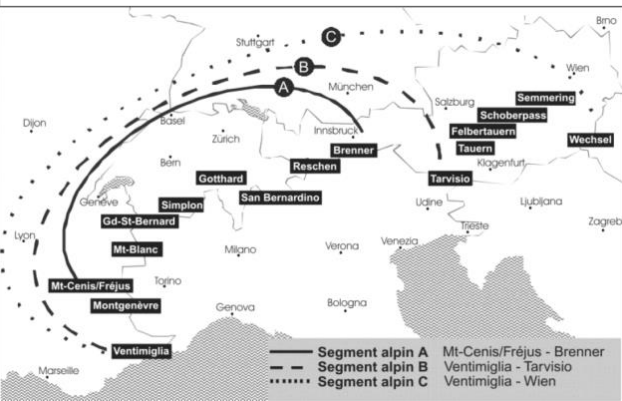 Brno
C
Stuttgart
B
Wien
A
München
Semmering
Salzburg
Schoberpass
Dijon
Basel
Felbertauern
Innsbruck
Wechsel
Zürich
Tauern
Brenner
Bern
Reschen
Klagenfurt
Gotthard
Tarvisio
San Bernardino
Genève
Simplon
Udine
Ljubljana
Gd-St-Bernard
Zagreb
Trieste
Lyon
Mt-Blanc
Milano
Verona
Venezia
Torino
Mt-Cenis/Fréjus
Montgenèvre
Genova
Bologna
Ventimiglia
Segment alpin A Mt-Cenis/Fréjus - Brenner
Segment alpin B Ventimiglia - Tarvisio
Segment alpin C Ventimiglia - Wien
Marseille